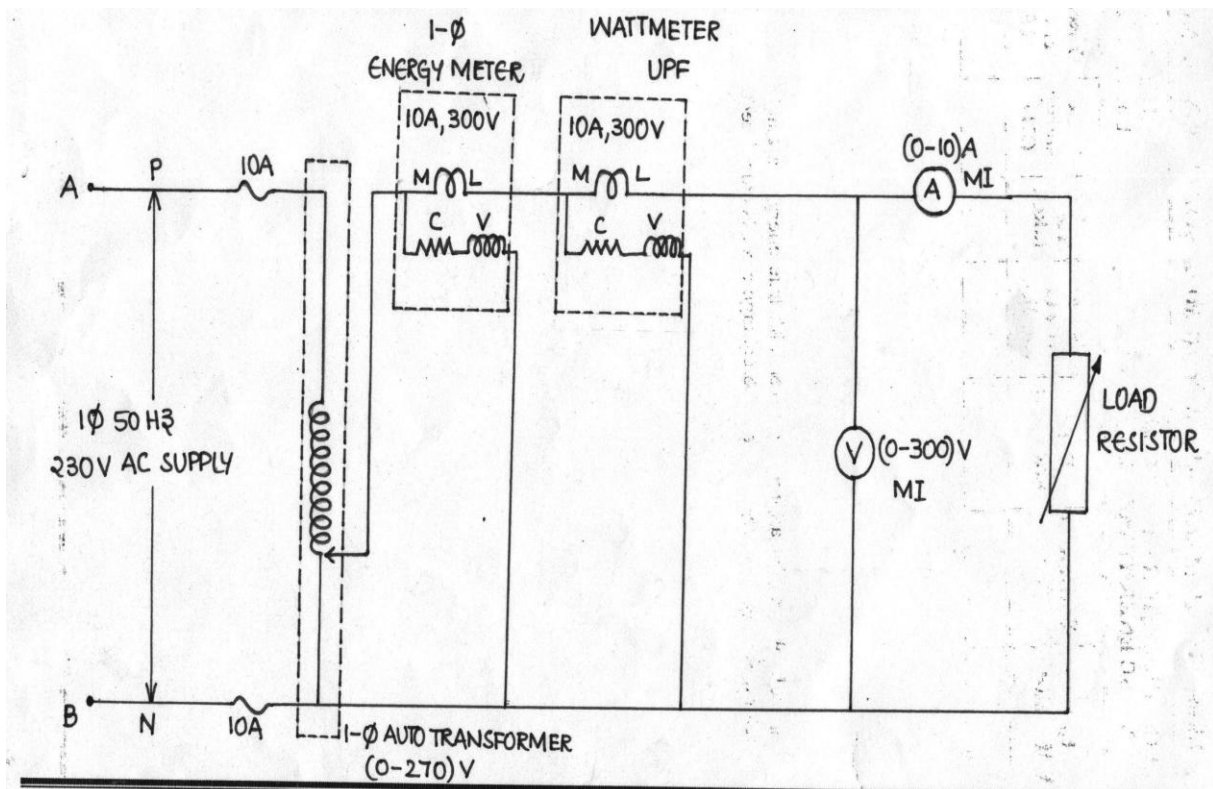 1-Ø
ENERGY METER
WATTMETER
UPF
10A, 300V
10A, 300V
M L
C V
M L
C V
(0-10)A
MI
A
A
P
10A
1Ø 50 Hz
230V AC SUPPLY
V
(0-300)V
MI
LOAD
RESISTOR
B
N
10A
1-Ø AUTO TRANSFORMER
(0-270) V